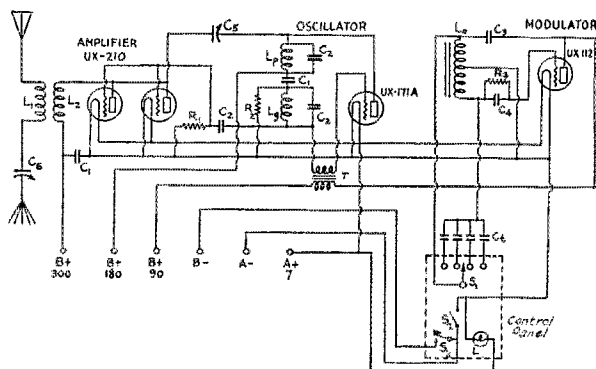 AMPLIFIER
UX-210
OSCILLATOR
MODULATOR
C5
Lp
C2
C1
R2
Lg
C2
UX-171A
Lo
C3
UX 112
R3
C4
L1
L2
R1
C2
C6
C1
T
Ct
S1
S2
S3
L
Control
Panel
B+
300
B+
180
B+
90
B-
A-
A+
7